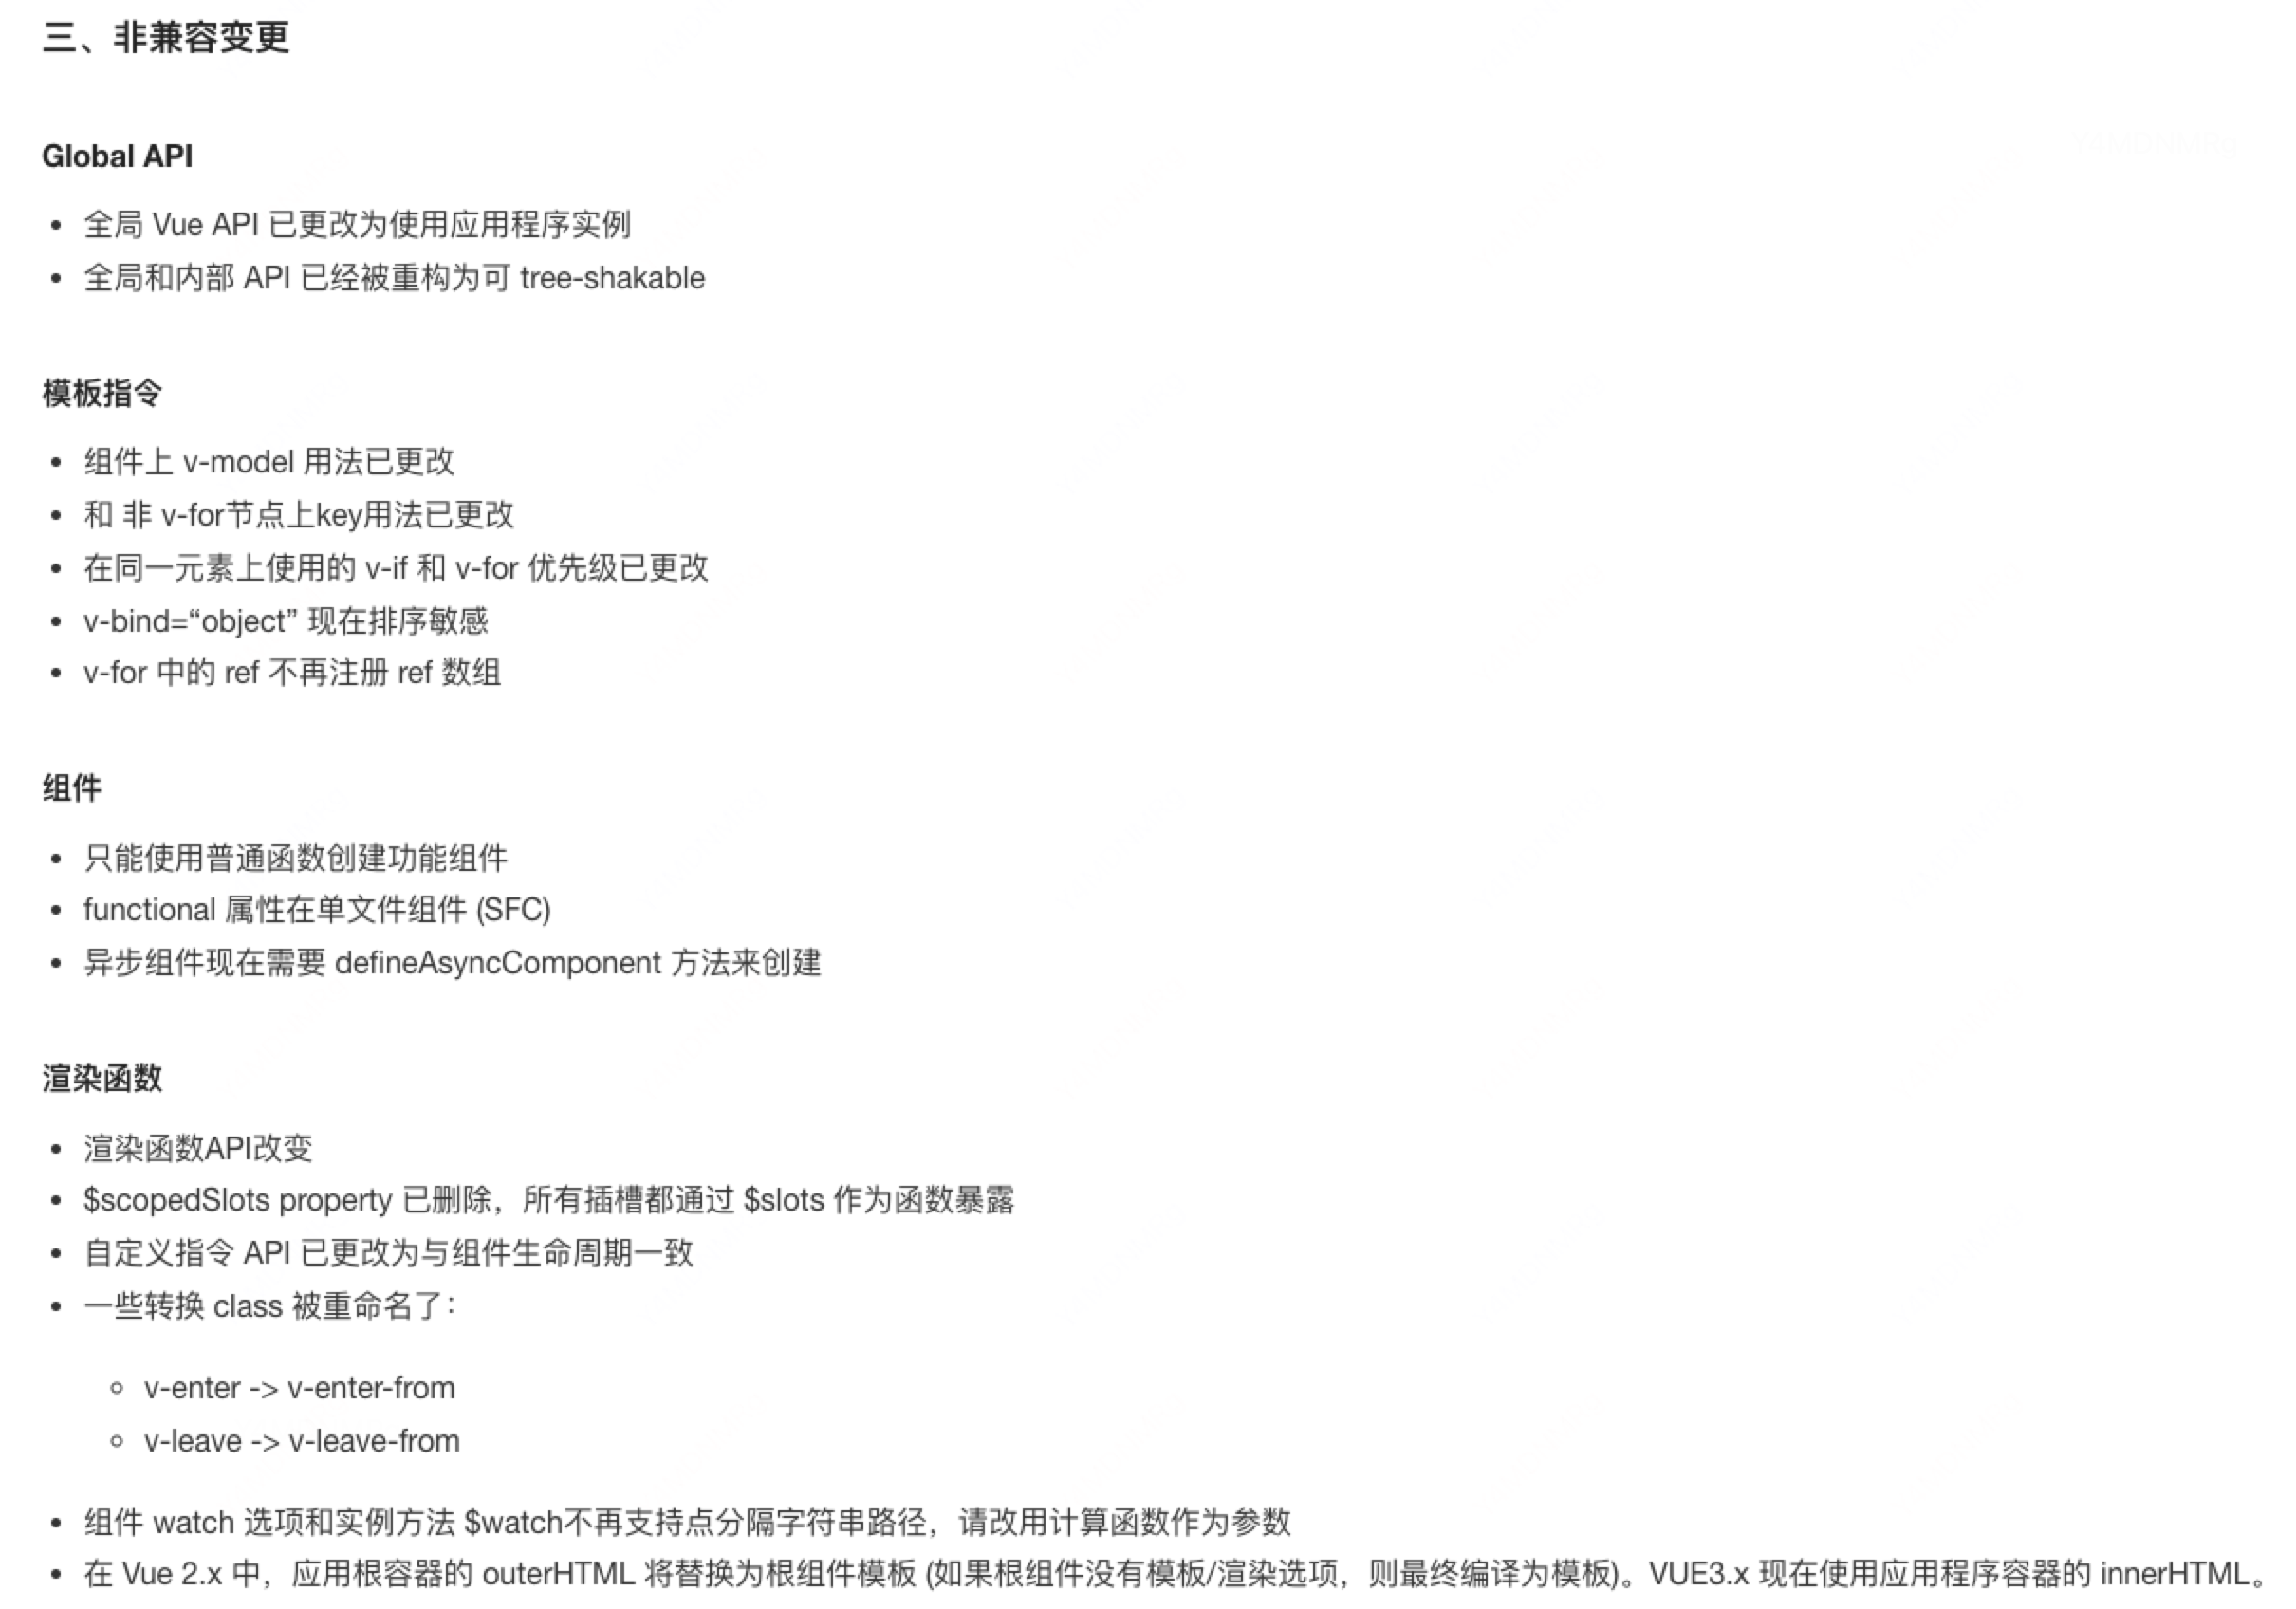 三、非兼容变更
Global API
• 全局 Vue API 已更改为使用应用程序实例
• 全局和内部 API 已经被重构为可 tree-shakable
模板指令
• 组件上 v-model 用法已更改
• 和 非 v-for节点上key用法已更改
• 在同一元素上使用的 v-if 和 v-for 优先级已更改
• v-bind=“object” 现在排序敏感
• v-for 中的 ref 不再注册 ref 数组
组件
• 只能使用普通函数创建功能组件
• functional 属性在单文件组件 (SFC)
• 异步组件现在需要 defineAsyncComponent 方法来创建
渲染函数
• 渲染函数API改变
• $scopedSlots property 已删除，所有插槽都通过 $slots 作为函数暴露
• 自定义指令 API 已更改为与组件生命周期一致
• 一些转换 class 被重命名了：
◦ v-enter -> v-enter-from
◦ v-leave -> v-leave-from
• 组件 watch 选项和实例方法 $watch不再支持点分隔字符串路径，请改用计算函数作为参数
• 在 Vue 2.x 中，应用根容器的 outerHTML 将替换为根组件模板 (如果根组件没有模板/渲染选项，则最终编译为模板)。VUE3.x 现在使用应用程序容器的 innerHTML。